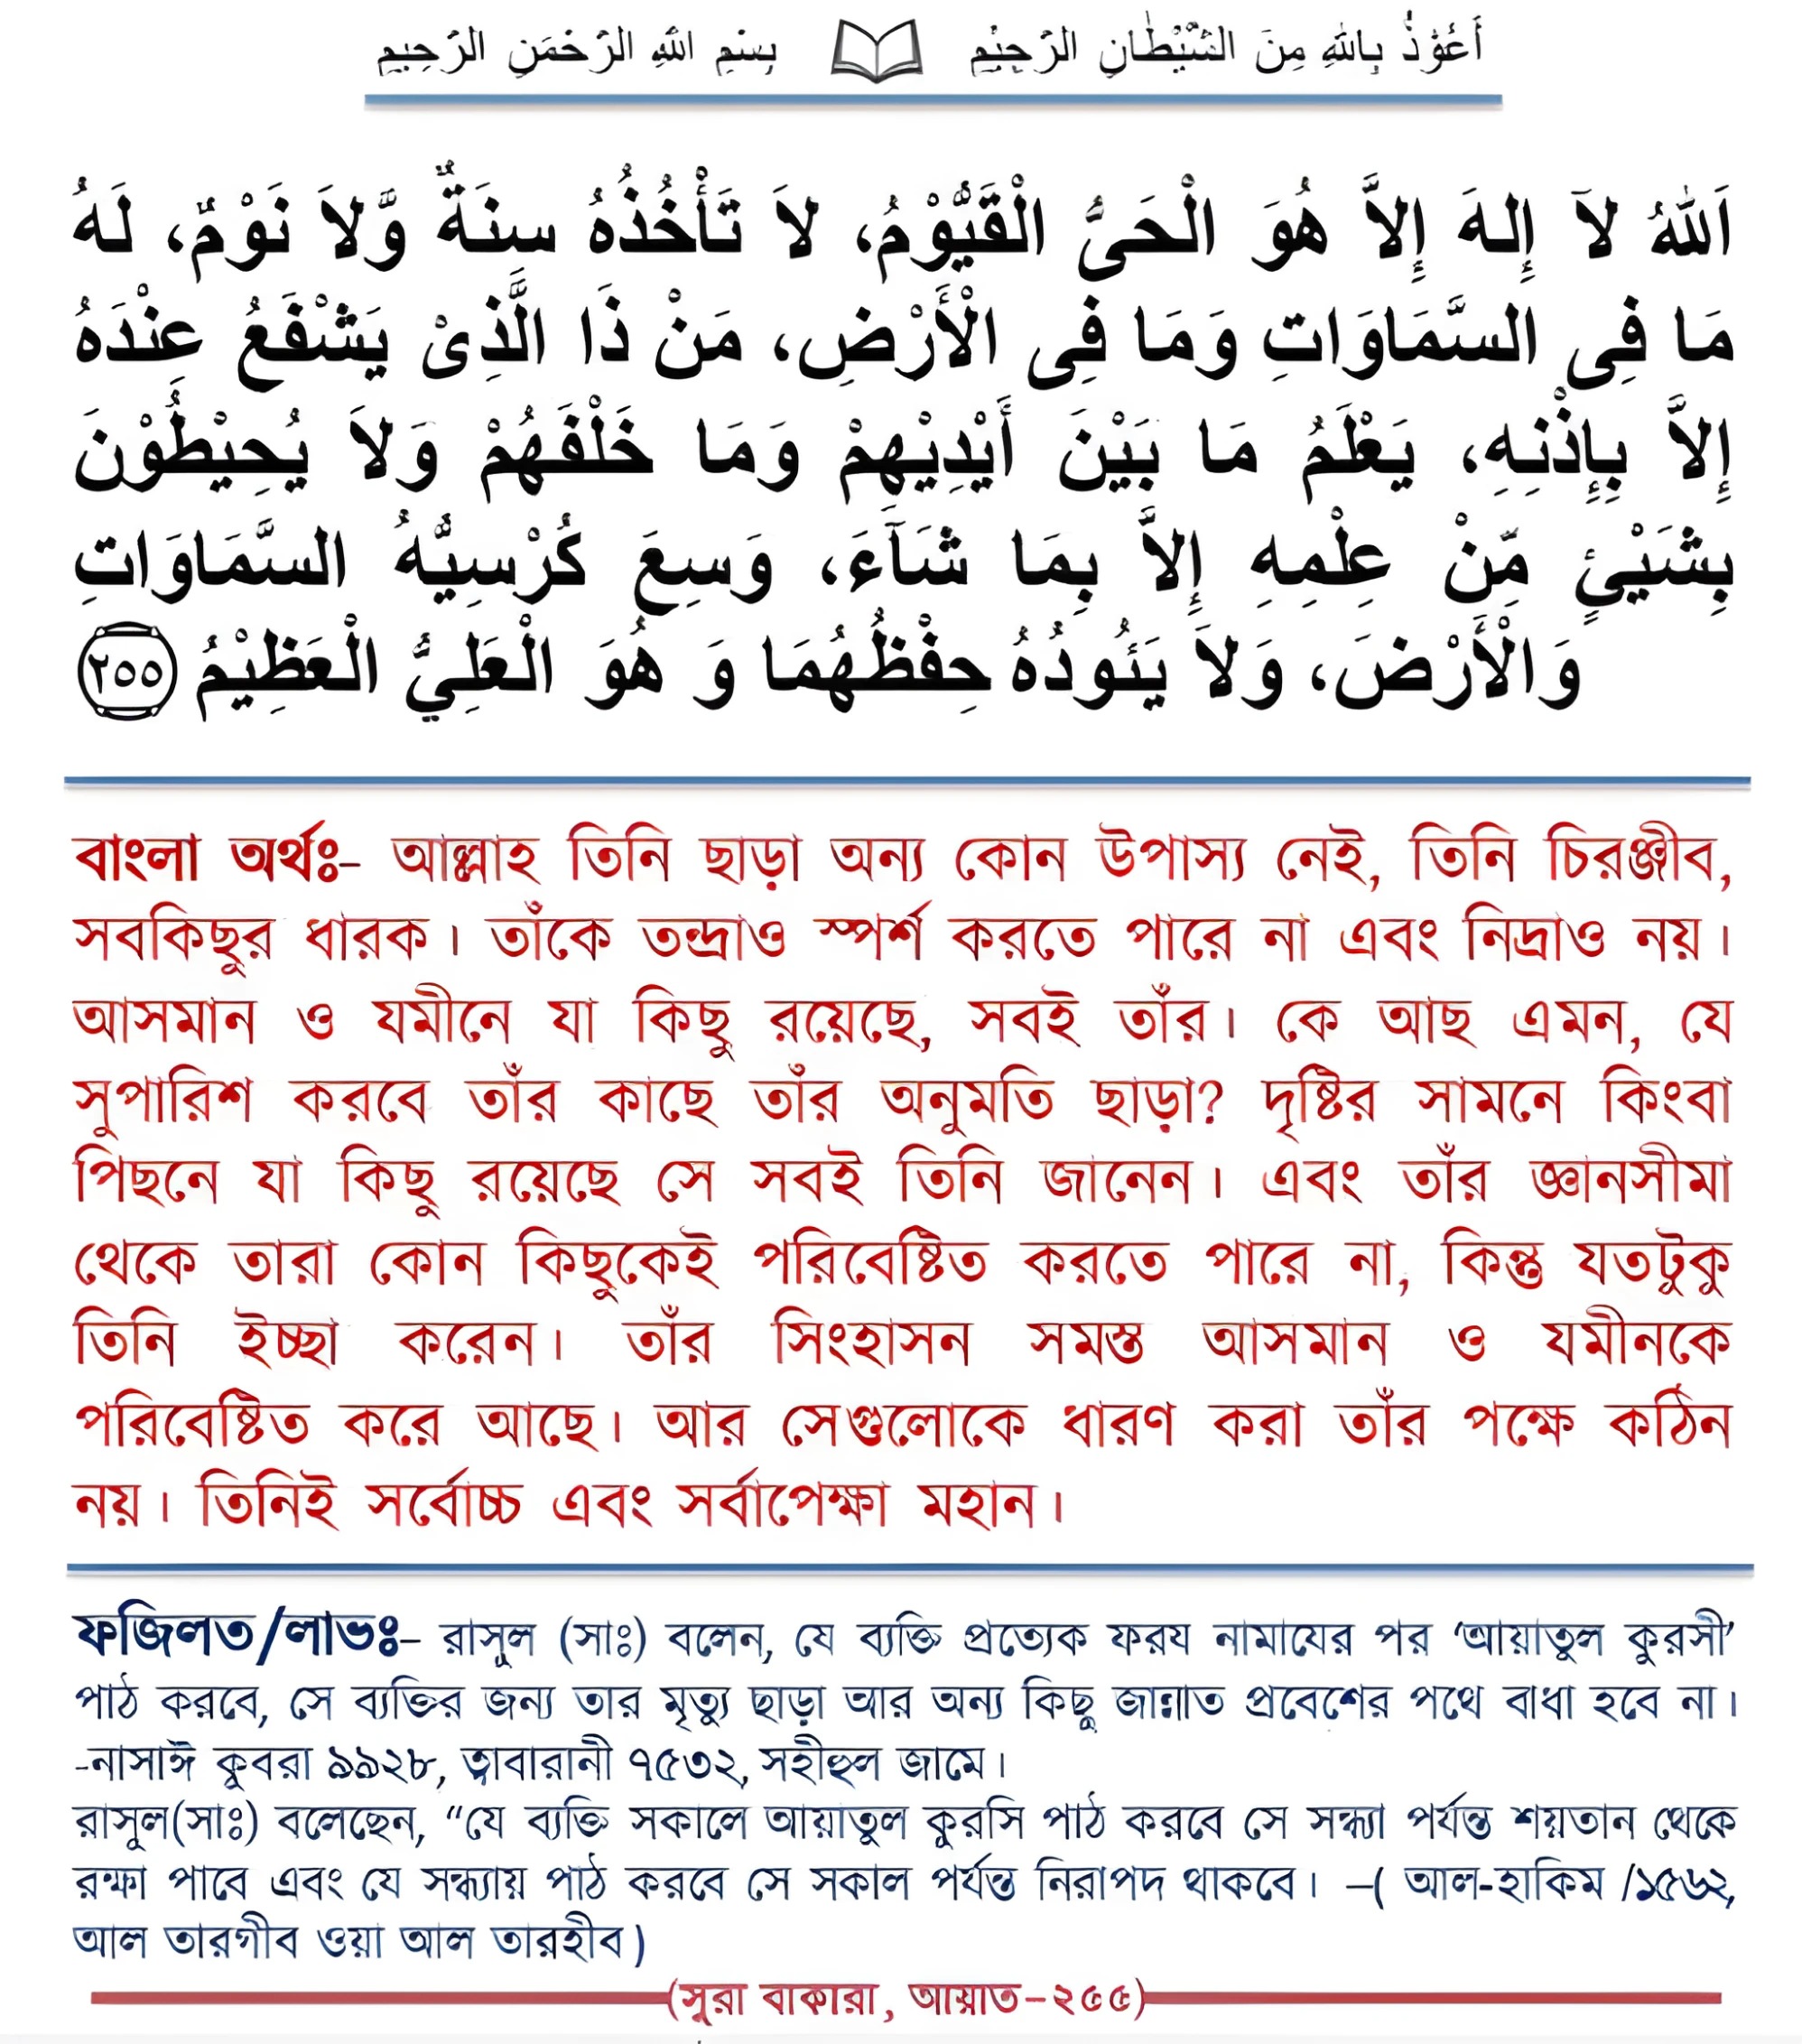 أَعُوْذُ بِاللهِ مِنَ الشَّيْطَانِ الرَّجِيْمِ بِسْمِ اللهِ الرَّحْمَنِ الرَّحِيمِ
اَللهُ لآ إِلهَ إِلاَّ هُوَ الْحَىُّ الْقَيُّوْمُ، لاَ تَأْخُذُهُ سِنَةٌ وَّلاَ نَوْمٌ، لَهُ
مَا فِى السَّمَاوَاتِ وَمَا فِى الْأَرْضِ، مَنْ ذَا الَّذِىْ يَشْفَعُ عِنْدَهُ
إِلاَّ بِإِذْنِهِ، يَعْلَمُ مَا بَيْنَ أَيْدِيْهِمْ وَمَا خَلْفَهُمْ وَلاَ يُحِيْطُوْنَ
بِشَيْئٍ مِّنْ عِلْمِهِ إِلاَّ بِمَا شَآءَ، وَسِعَ كُرْسِيُّهُ السَّمَاوَاتِ
وَالْأَرْضَ، وَلاَ يَئُودُهُ حِفْظُهُمَا وَ هُوَ الْعَلِيُّ الْعَظِيْمُ ٢٥٥
বাংলা অর্থঃ- আল্লাহ তিনি ছাড়া অন্য কোন উপাস্য নেই, তিনি চিরঞ্জীব,
সবকিছুর ধারক। তাঁকে তন্দ্রাও স্পর্শ করতে পারে না এবং নিদ্রাও নয়।
আসমান ও যমীনে যা কিছু রয়েছে, সবই তাঁর। কে আছ এমন, যে
সুপারিশ করবে তাঁর কাছে তাঁর অনুমতি ছাড়া? দৃষ্টির সামনে কিংবা
পিছনে যা কিছু রয়েছে সে সবই তিনি জানেন। এবং তাঁর জ্ঞানসীমা
থেকে তারা কোন কিছুকেই পরিবেষ্টিত করতে পারে না, কিন্তু যতটুকু
তিনি ইচ্ছা করেন। তাঁর সিংহাসন সমস্ত আসমান ও যমীনকে
পরিবেষ্টিত করে আছে। আর সেগুলোকে ধারণ করা তাঁর পক্ষে কঠিন
নয়। তিনিই সর্বোচ্চ এবং সর্বাপেক্ষা মহান।
ফজিলত/লাভঃ- রাসূল (সাঃ) বলেন, যে ব্যক্তি প্রত্যেক ফরয নামাযের পর ‘আয়াতুল কুরসী’
পাঠ করবে, সে ব্যক্তির জন্য তার মৃত্যু ছাড়া আর অন্য কিছু জান্নাত প্রবেশের পথে বাধা হবে না।
-নাসাঈ কুবরা ৯৯২৮, ত্বাবারানী ৭৫৩২, সহীহুল জামে।
রাসূল(সাঃ) বলেছেন, “যে ব্যক্তি সকালে আয়াতুল কুরসি পাঠ করবে সে সন্ধ্যা পর্যন্ত শয়তান থেকে
রক্ষা পাবে এবং যে সন্ধ্যায় পাঠ করবে সে সকাল পর্যন্ত নিরাপদ থাকবে। –( আল-হাকিম /১৫৬২,
আল তারগীব ওয়া আল তারহীব)
(সূরা বাকারা, আয়াত-২৫৫)